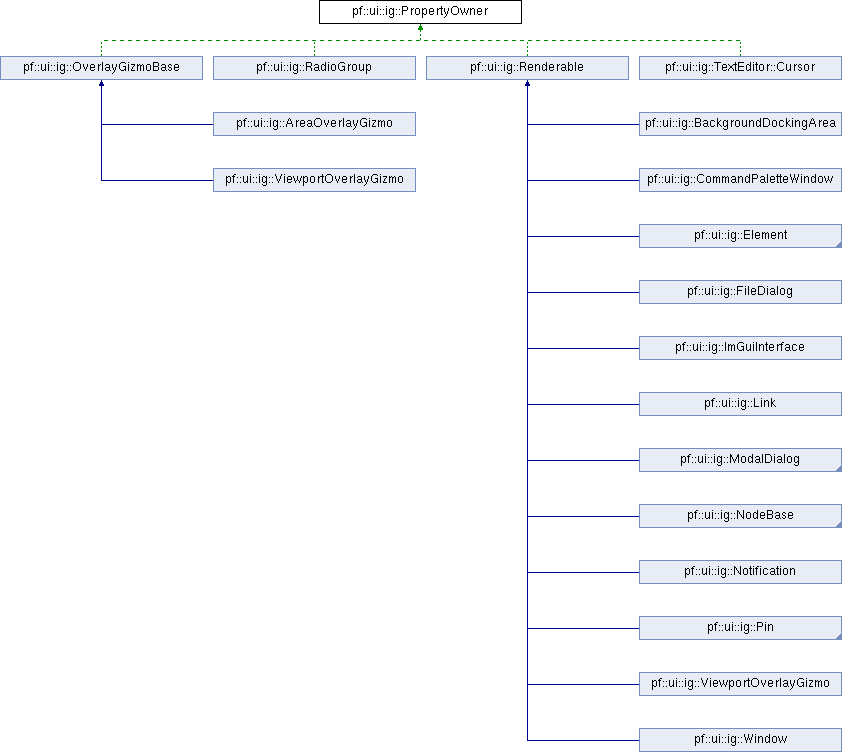 pf::ui::ig::PropertyOwner
pf::ui::ig::OverlayGizmoBase
pf::ui::ig::RadioGroup
pf::ui::ig::Renderable
pf::ui::ig::TextEditor::Cursor
pf::ui::ig::AreaOverlayGizmo
pf::ui::ig::BackgroundDockingArea
pf::ui::ig::ViewportOverlayGizmo
pf::ui::ig::CommandPaletteWindow
pf::ui::ig::Element
pf::ui::ig::FileDialog
pf::ui::ig::ImGuiInterface
pf::ui::ig::Link
pf::ui::ig::ModalDialog
pf::ui::ig::NodeBase
pf::ui::ig::Notification
pf::ui::ig::Pin
pf::ui::ig::ViewportOverlayGizmo
pf::ui::ig::Window